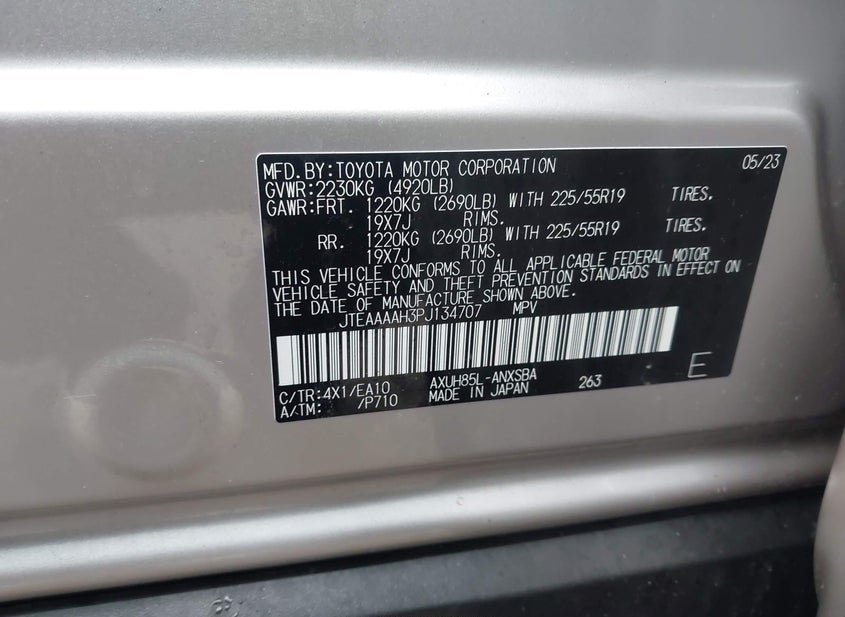 MFD.BY:TOYOTA MOTOR CORPORATION 05/23
GVWR:2230KG (4920LB)
GAWR:FRT. 1220KG (2690LB) WITH 225/55R19 TIRES.
19X7J RIMS.
RR. 1220KG (2690LB) WITH 225/55R19 TIRES.
19X7J RIMS.
THIS VEHICLE CONFORMS TO ALL APPLICABLE FEDERAL MOTOR
VEHICLE SAFETY AND THEFT PREVENTION STANDARDS IN EFFECT ON
THE DATE OF MANUFACTURE SHOWN ABOVE.
JTEAAAAH3PJ134707 MPV
E
C/TR:4X1/EA10 AXUH85L-ANXSBA 263
A/TM: /P710 MADE IN JAPAN